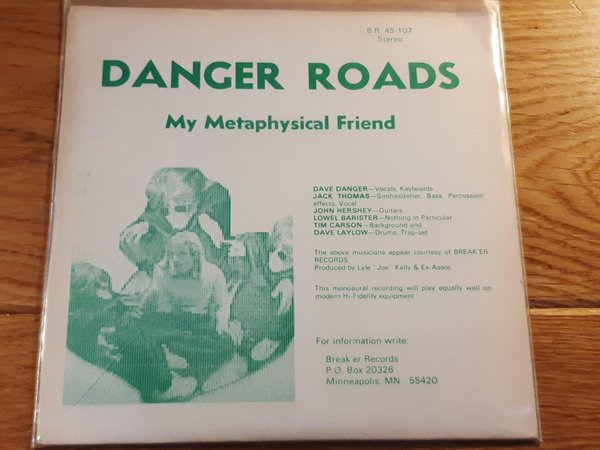 B.R. 45-107
Stereo
DANGER ROADS
My Metaphysical Friend
DAVE DANGER—Vocals, Keyboards
JACK THOMAS—Sinthesizeher, Bass, Percussion
effects, Vocal
JOHN HERSHEY—Guitars
LOWEL BARISTER—Nothing in Perticular
TIM CARSON—Background and
DAVE LAYLOW—Drums, Trap-set
The above musicians appear courtesy of BREAK'ER
RECORDS
Produced by Lyle "Joe" Kelly & Ex-Assoc.
This monaural recording will play equally well on
modern Hi-Fidelity equipment
For information write:
Break'er Records
P.O. Box 20326
Minneapolis, MN 55420